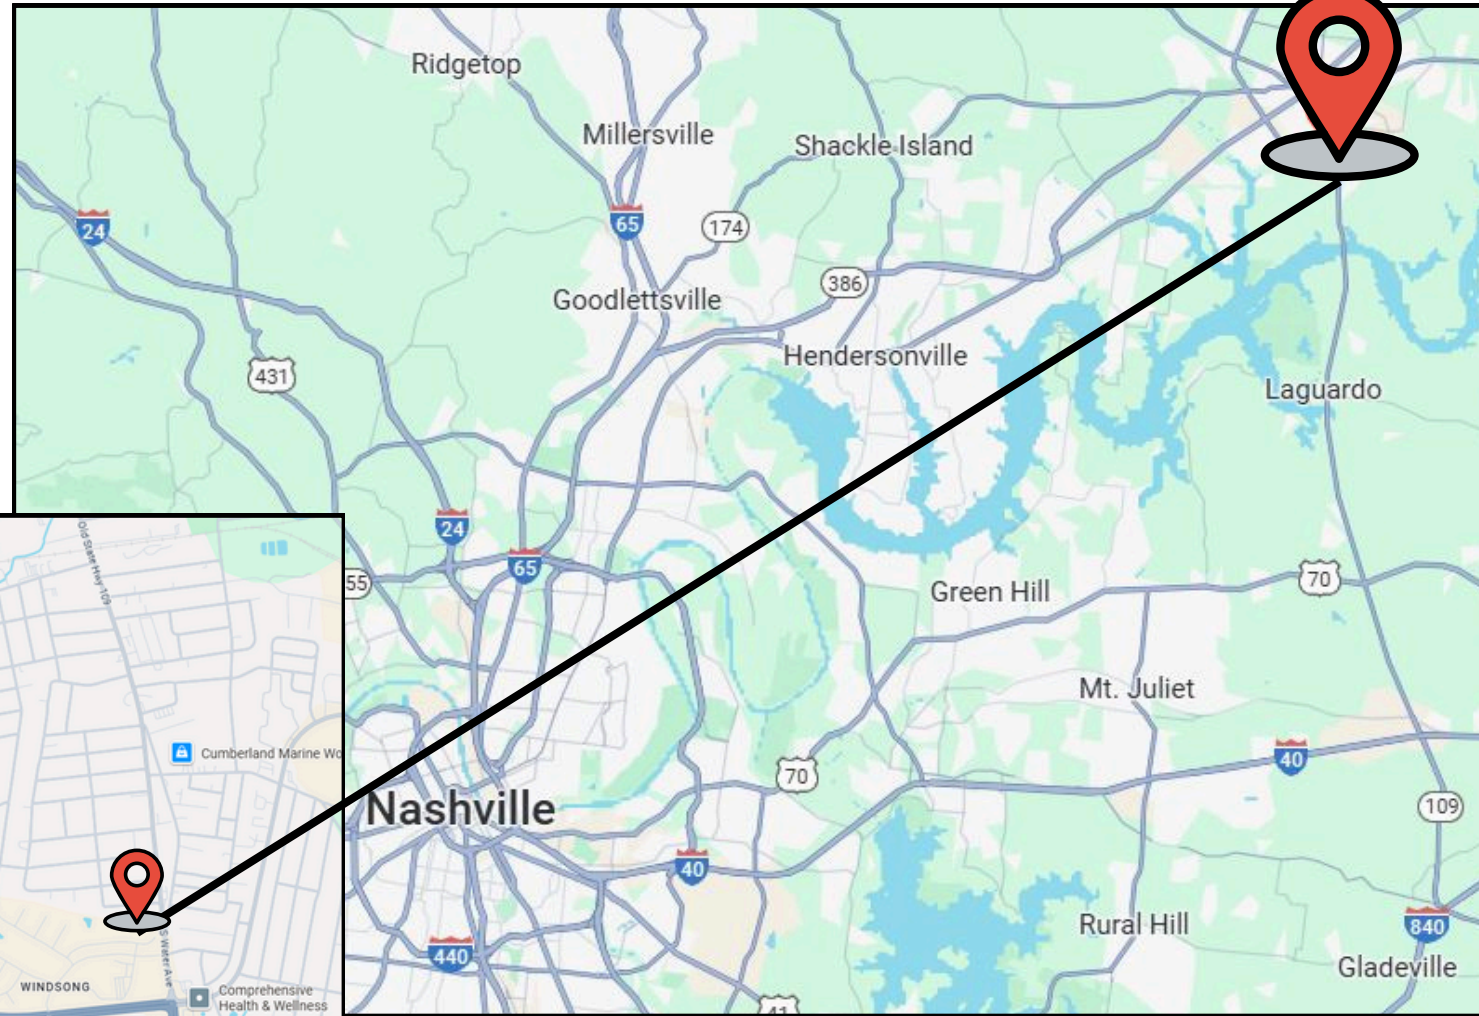 Ridgetop
Millersville
Shackle Island
24
65
174
386
Goodlettsville
Hendersonville
431
Laguardo
24
65
55
70
Green Hill
Mt. Juliet
70
40
Nashville
109
40
Rural Hill
840
440
Gladeville
41
Old State Hwy 109
Cumberland Marine Wo
S Water Ave
WINDSONG
Comprehensive
Health & Wellness